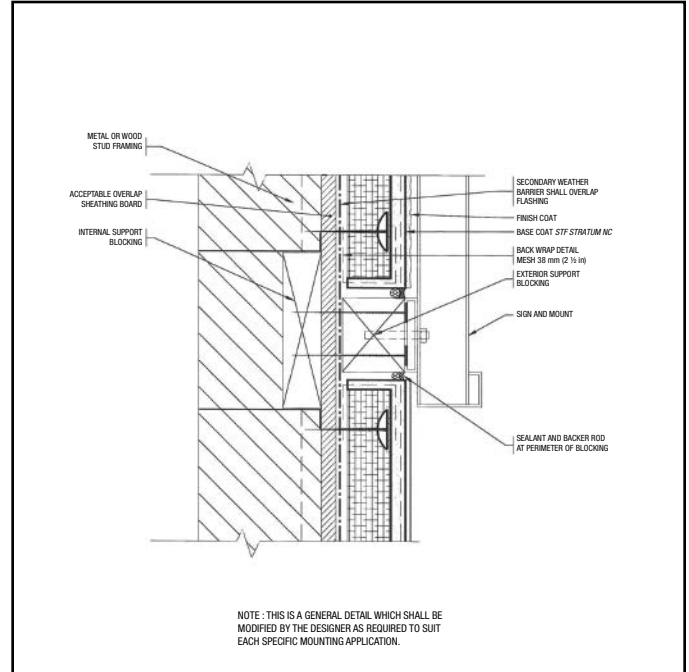 METAL OR WOOD
STUD FRAMING
ACCEPTABLE OVERLAP
SHEATHING BOARD
INTERNAL SUPPORT
BLOCKING
SECONDARY WEATHER
BARRIER SHALL OVERLAP
FLASHING
FINISH COAT
BASE COAT STF STRATUM NC
BACK WRAP DETAIL
MESH 38 mm (2 ½ in)
EXTERIOR SUPPORT
BLOCKING
SIGN AND MOUNT
SEALANT AND BACKER ROD
AT PERIMETER OF BLOCKING
NOTE : THIS IS A GENERAL DETAIL WHICH SHALL BE
MODIFIED BY THE DESIGNER AS REQUIRED TO SUIT
EACH SPECIFIC MOUNTING APPLICATION.